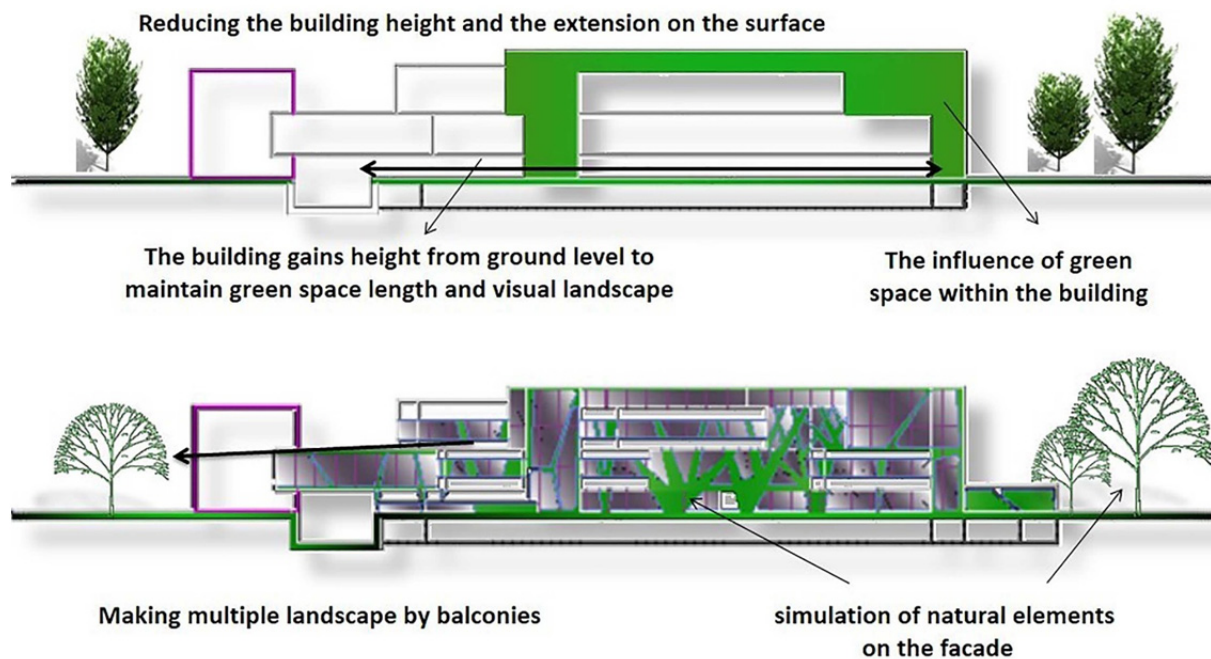 Reducing the building height and the extension on the surface
The building gains height from ground level to
maintain green space length and visual landscape
The influence of green
space within the building
Making multiple landscape by balconies
simulation of natural elements
on the facade